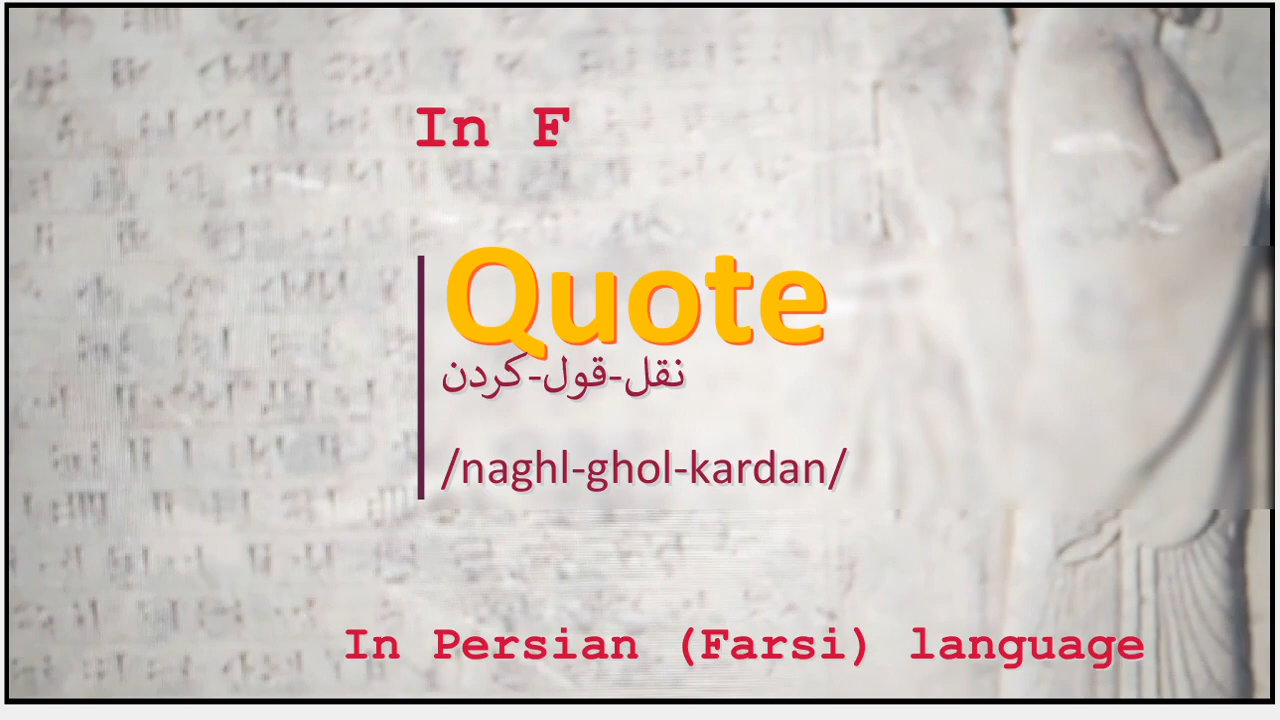 In F
Quote
نقل-قول-کردن
/naghl-ghol-kardan/
In Persian (Farsi) language